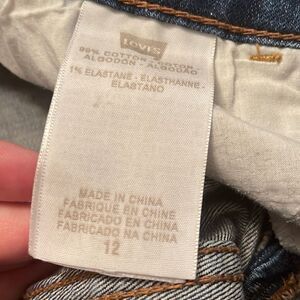 LEVI'S
99% COTTON - COTON
ALGODÓN - ALGODÃO
1% ELASTANE - ELASTHANNE -
ELASTANO
MADE IN CHINA
FABRIQUE EN CHINE
FABRICADO EN CHINA
FABRICADO NA CHINA
12